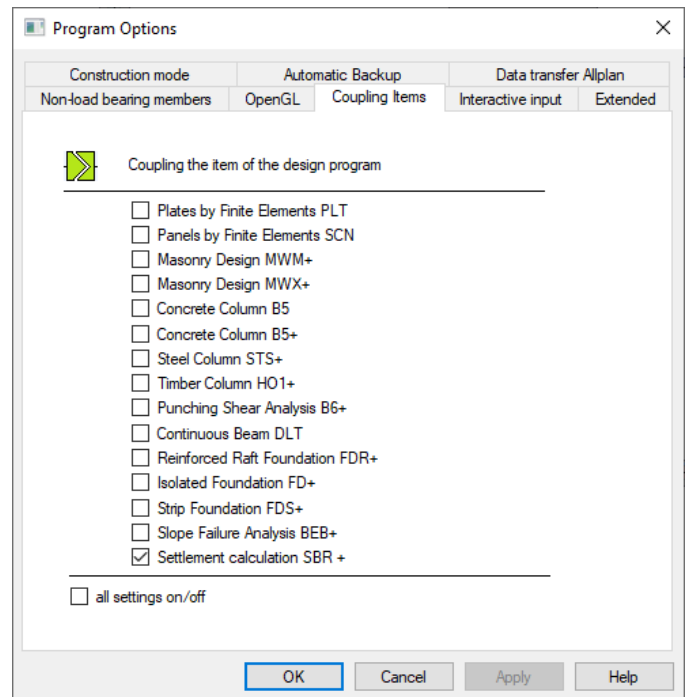 Program Options
Construction mode Automatic Backup Data transfer Allplan
Non-load bearing members OpenGL Coupling Items Interactive input Extended
Coupling the item of the design program
Plates by Finite Elements PLT
Panels by Finite Elements SCN
Masonry Design MWM+
Masonry Design MWX+
Concrete Column B5
Concrete Column B5+
Steel Column STS+
Timber Column HO1+
Punching Shear Analysis B6+
Continuous Beam DLT
Reinforced Raft Foundation FDR+
Isolated Foundation FD+
Strip Foundation FDS+
Slope Failure Analysis BEB+
Settlement calculation SBR +
all settings on/off
OK Cancel Apply Help